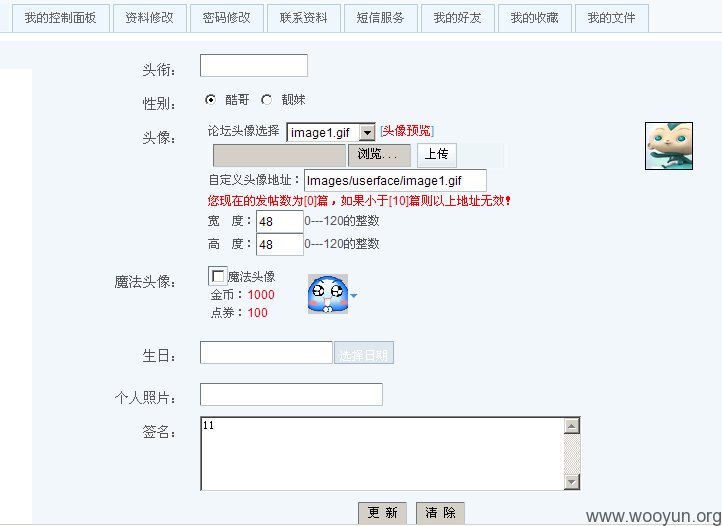 我的控制面板 资料修改 密码修改 联系资料 短信服务 我的好友 我的收藏 我的文件
头衔：
性别： 酷哥 靓妹
头像： 论坛头像选择 image1.gif [头像预览]
浏览... 上传
自定义头像地址：Images/userface/image1.gif
您现在的发帖数为[0]篇，如果小于[10]篇则以上地址无效！
宽 度：48 0---120的整数
高 度：48 0---120的整数
魔法头像： 魔法头像
金币：1000
点券：100
生日： 选择日期
个人照片：
签名： 11
更 新 清 除
www.wooyun.org